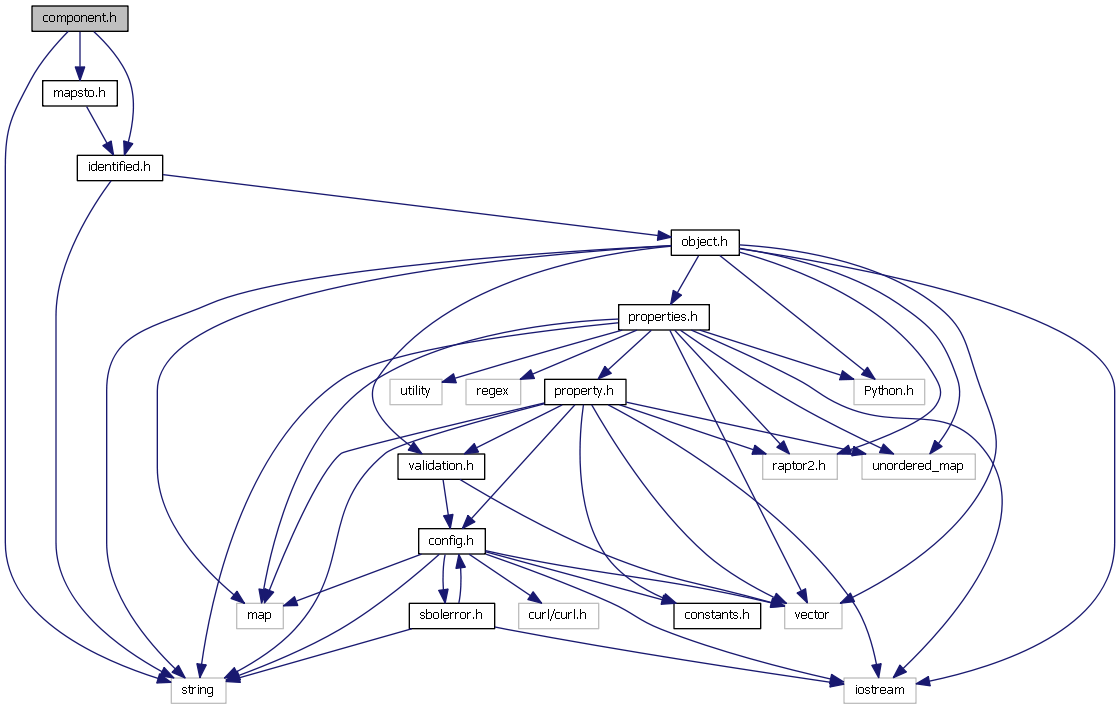 component.h
mapsto.h
identified.h
object.h
properties.h
utility
regex
property.h
Python.h
validation.h
raptor2.h
unordered_map
config.h
map
sbolerror.h
curl/curl.h
constants.h
vector
string
iostream